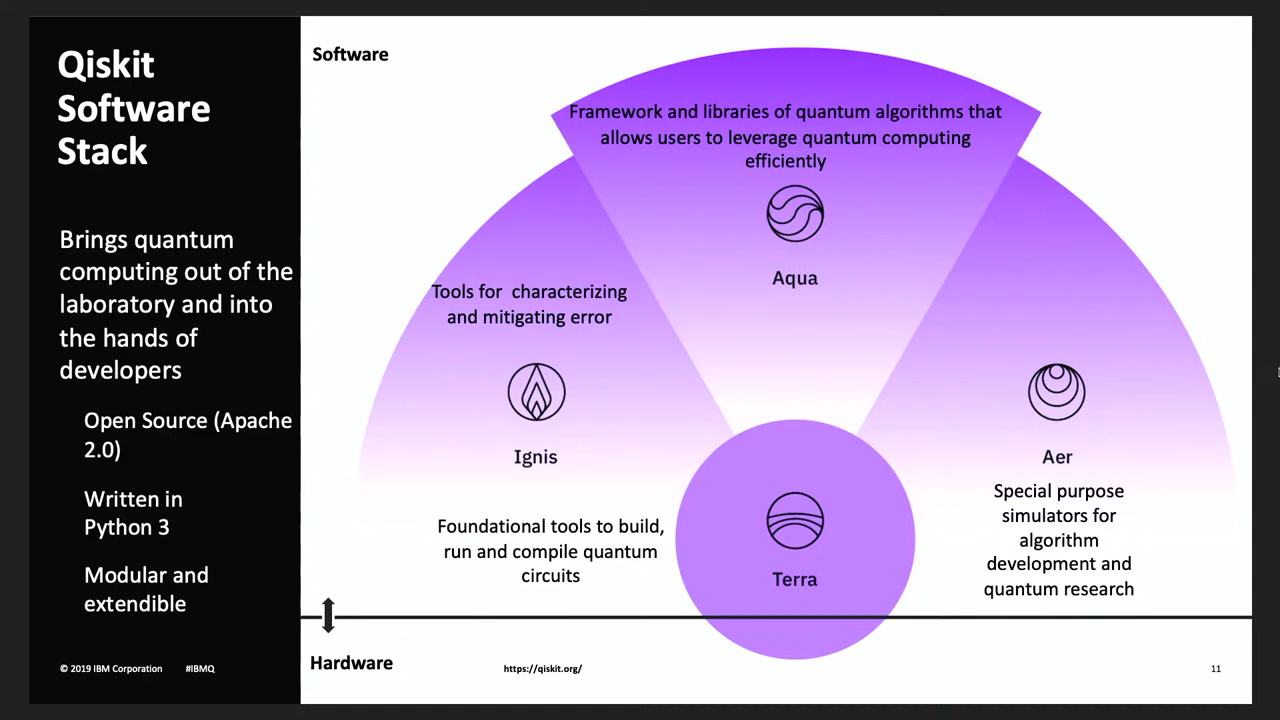 Qiskit
Software
Stack
Brings quantum
computing out of the
laboratory and into
the hands of
developers
Open Source (Apache
2.0)
Written in
Python 3
Modular and
extendible
© 2019 IBM Corporation #IBMQ
Software
Framework and libraries of quantum algorithms that
allows users to leverage quantum computing
efficiently
Aqua
Tools for characterizing
and mitigating error
Ignis
Aer
Special purpose
simulators for
algorithm
development and
quantum research
Foundational tools to build,
run and compile quantum
circuits
Terra
Hardware
https://qiskit.org/
11